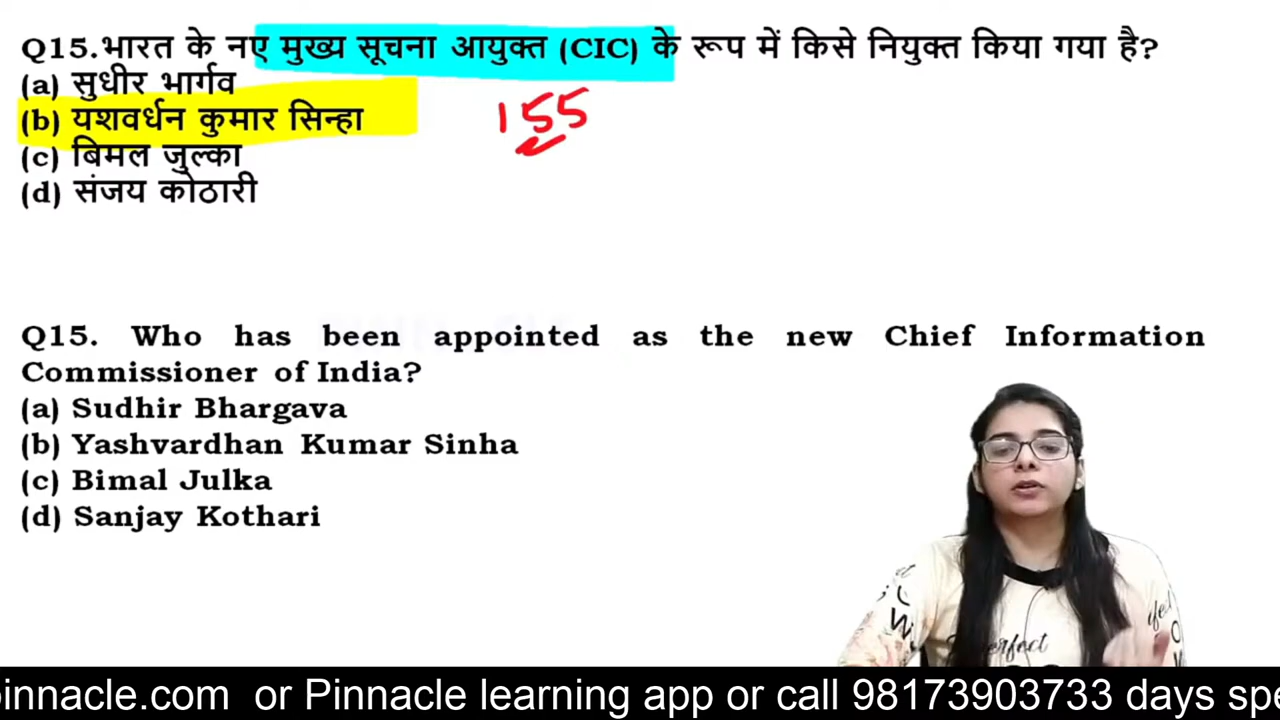 Q15.भारत के नए मुख्य सूचना आयुक्त (CIC) के रूप में किसे नियुक्त किया गया है?
(a) सुधीर भार्गव
(b) यशवर्धन कुमार सिन्हा
155
(c) बिमल जुल्का
(d) संजय कोठारी
Q15. Who has been appointed as the new Chief Information
Commissioner of India?
(a) Sudhir Bhargava
(b) Yashvardhan Kumar Sinha
(c) Bimal Julka
(d) Sanjay Kothari
pinnacle.com or Pinnacle learning app or call 98173903733 days spe